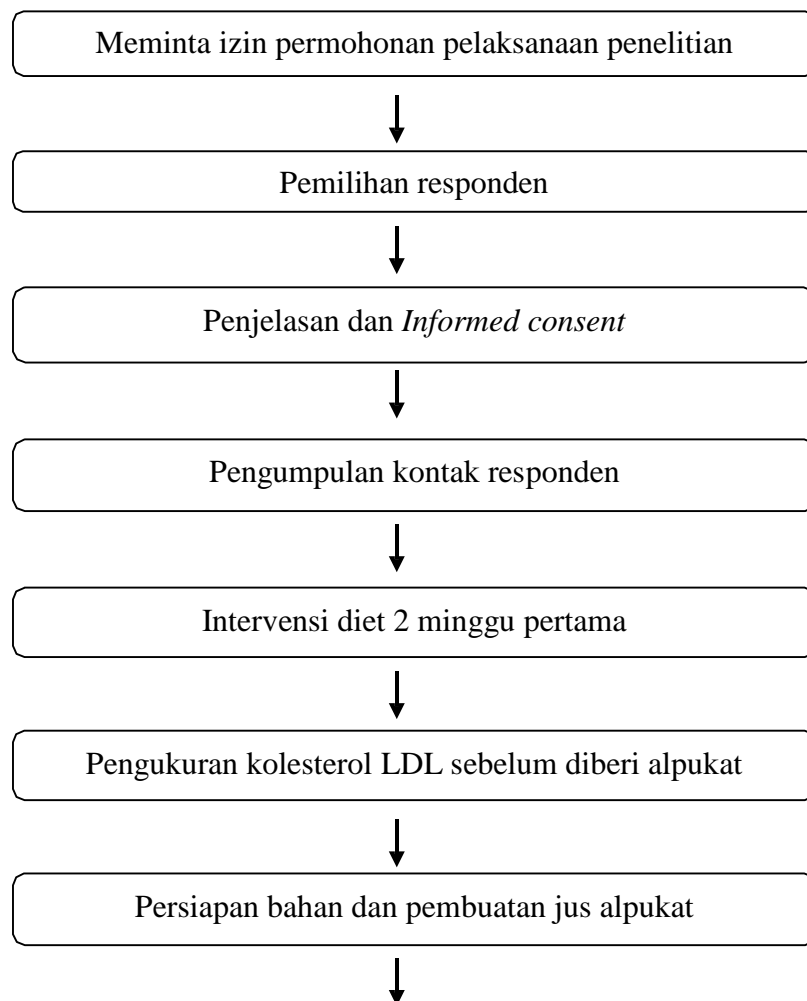 Meminta izin permohonan pelaksanaan penelitian
Pemilihan responden
Penjelasan dan Informed consent
Pengumpulan kontak responden
Intervensi diet 2 minggu pertama
Pengukuran kolesterol LDL sebelum diberi alpukat
Persiapan bahan dan pembuatan jus alpukat